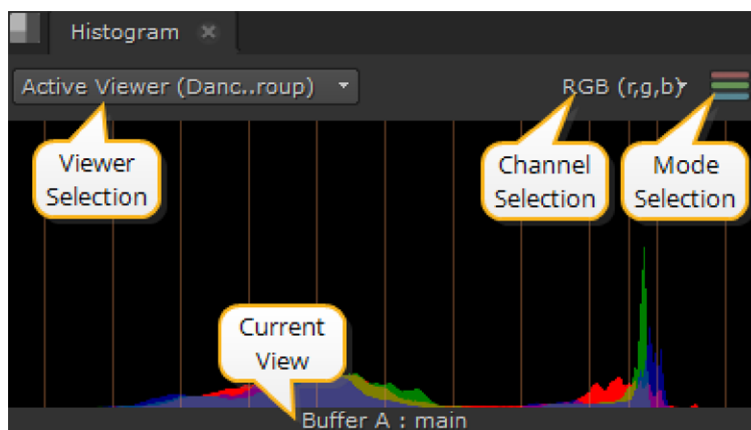 Histogram
Active Viewer (Danc..roup)
RGB (r,g,b)
Viewer
Selection
Channel
Selection
Mode
Selection
Current
View
Buffer A : main